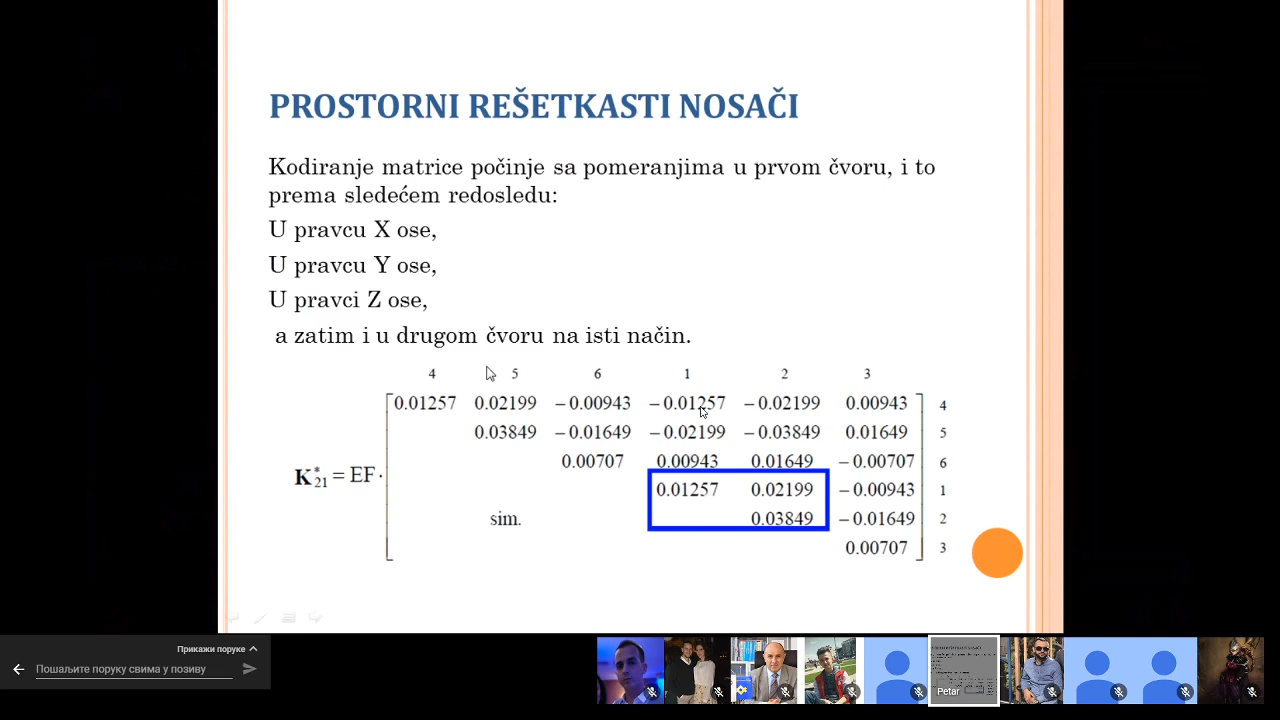 PROSTORNI REŠETKASTI NOSAČI
Kodiranje matrice počinje sa pomeranjima u prvom čvoru, i to
prema sledećem redosledu:
U pravcu X ose,
U pravcu Y ose,
U pravci Z ose,
a zatim i u drugom čvoru na isti način.
4 5 6 1 2 3
0.01257 0.02199 – 0.00943 – 0.01257 – 0.02199 0.00943 4
0.03849 – 0.01649 – 0.02199 – 0.03849 0.01649 5
0.00707 0.00943 0.01649 – 0.00707 6
K*21 = EF ·
0.01257 0.02199 – 0.00943 1
sim. 0.03849 – 0.01649 2
0.00707 3
Prikaži poruke
Пошаљите поруку свима у позиву
Petar